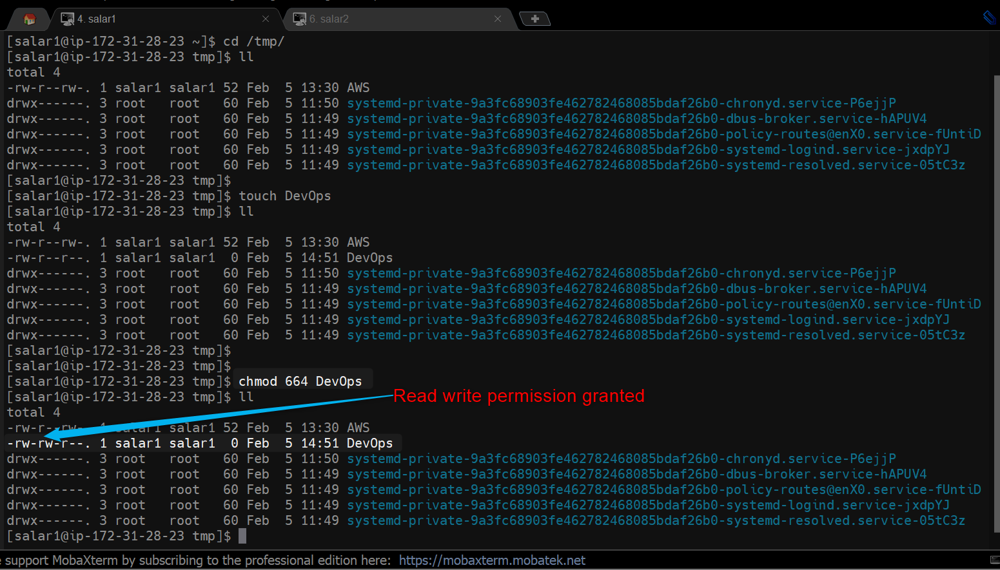 4. salar1
6. salar2
[salar1@ip-172-31-28-23 ~]$ cd /tmp/
[salar1@ip-172-31-28-23 tmp]$ ll
total 4
-rw-r--rw-. 1 salar1 salar1 52 Feb  5 13:30 AWS
drwx------. 3 root   root   60 Feb  5 11:50 systemd-private-9a3fc68903fe462782468085bdaf26b0-chronyd.service-P6ejjP
drwx------. 3 root   root   60 Feb  5 11:49 systemd-private-9a3fc68903fe462782468085bdaf26b0-dbus-broker.service-hAPUV4
drwx------. 3 root   root   60 Feb  5 11:49 systemd-private-9a3fc68903fe462782468085bdaf26b0-policy-routes@enX0.service-fUntiD
drwx------. 3 root   root   60 Feb  5 11:49 systemd-private-9a3fc68903fe462782468085bdaf26b0-systemd-logind.service-jxdpYJ
drwx------. 3 root   root   60 Feb  5 11:49 systemd-private-9a3fc68903fe462782468085bdaf26b0-systemd-resolved.service-05tC3z
[salar1@ip-172-31-28-23 tmp]$
[salar1@ip-172-31-28-23 tmp]$ touch DevOps
[salar1@ip-172-31-28-23 tmp]$ ll
total 4
-rw-r--rw-. 1 salar1 salar1 52 Feb  5 13:30 AWS
-rw-r--r--. 1 salar1 salar1  0 Feb  5 14:51 DevOps
drwx------. 3 root   root   60 Feb  5 11:50 systemd-private-9a3fc68903fe462782468085bdaf26b0-chronyd.service-P6ejjP
drwx------. 3 root   root   60 Feb  5 11:49 systemd-private-9a3fc68903fe462782468085bdaf26b0-dbus-broker.service-hAPUV4
drwx------. 3 root   root   60 Feb  5 11:49 systemd-private-9a3fc68903fe462782468085bdaf26b0-policy-routes@enX0.service-fUntiD
drwx------. 3 root   root   60 Feb  5 11:49 systemd-private-9a3fc68903fe462782468085bdaf26b0-systemd-logind.service-jxdpYJ
drwx------. 3 root   root   60 Feb  5 11:49 systemd-private-9a3fc68903fe462782468085bdaf26b0-systemd-resolved.service-05tC3z
[salar1@ip-172-31-28-23 tmp]$
[salar1@ip-172-31-28-23 tmp]$
[salar1@ip-172-31-28-23 tmp]$ chmod 664 DevOps
[salar1@ip-172-31-28-23 tmp]$ ll
Read write permission granted
total 4
-rw-r--rw-. 1 salar1 salar1 52 Feb  5 13:30 AWS
-rw-rw-r--. 1 salar1 salar1  0 Feb  5 14:51 DevOps
drwx------. 3 root   root   60 Feb  5 11:50 systemd-private-9a3fc68903fe462782468085bdaf26b0-chronyd.service-P6ejjP
drwx------. 3 root   root   60 Feb  5 11:49 systemd-private-9a3fc68903fe462782468085bdaf26b0-dbus-broker.service-hAPUV4
drwx------. 3 root   root   60 Feb  5 11:49 systemd-private-9a3fc68903fe462782468085bdaf26b0-policy-routes@enX0.service-fUntiD
drwx------. 3 root   root   60 Feb  5 11:49 systemd-private-9a3fc68903fe462782468085bdaf26b0-systemd-logind.service-jxdpYJ
drwx------. 3 root   root   60 Feb  5 11:49 systemd-private-9a3fc68903fe462782468085bdaf26b0-systemd-resolved.service-05tC3z
[salar1@ip-172-31-28-23 tmp]$
support MobaXterm by subscribing to the professional edition here: https://mobaxterm.mobatek.net